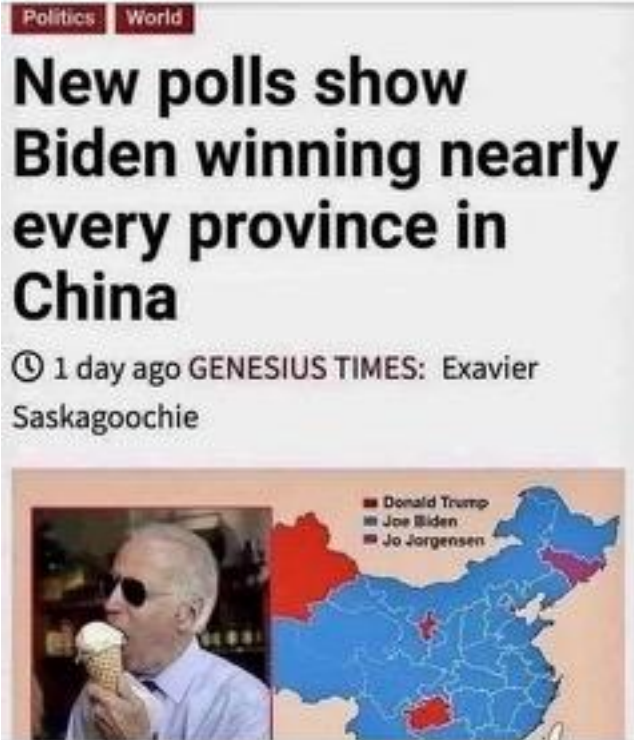 Politics World
New polls show
Biden winning nearly
every province in
China
1 day ago GENESIUS TIMES: Exavier
Saskagoochie
Donald Trump
Joe Biden
Jo Jorgensen